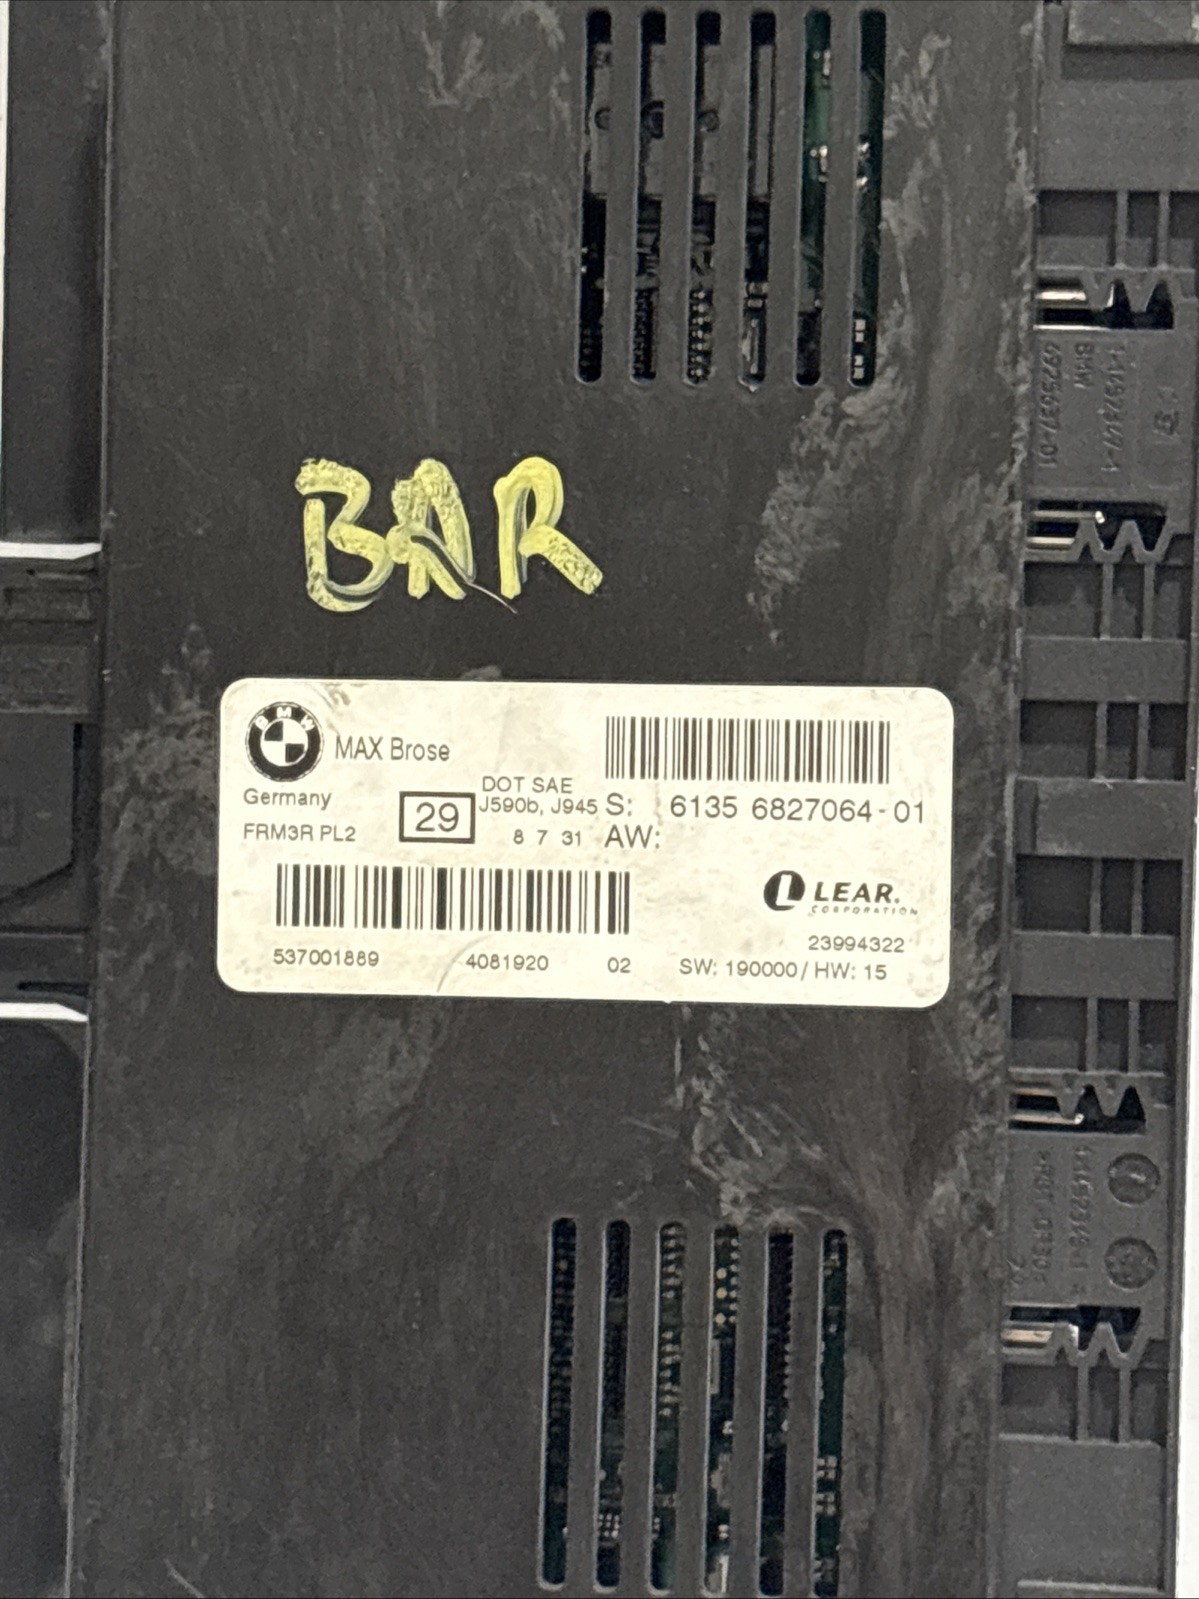 BAR
BMW
MAX Brose
Germany
FRM3R PL2
29
DOT SAE
J590b, J945
8 7 31
S: 6135 6827064-01
AW:
LEAR.
CORPORATION
537001889
4081920
02
23994322
SW: 190000/HW: 15
BMW